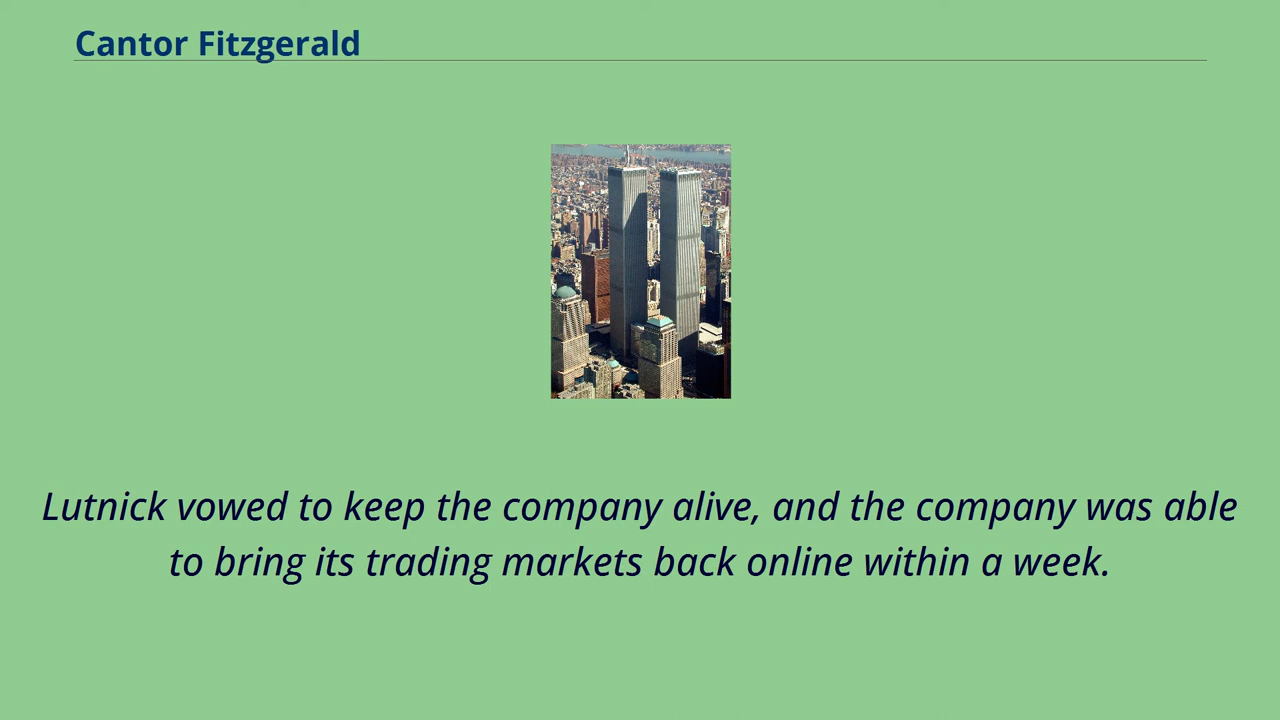 Cantor Fitzgerald
Lutnick vowed to keep the company alive, and the company was able
to bring its trading markets back online within a week.